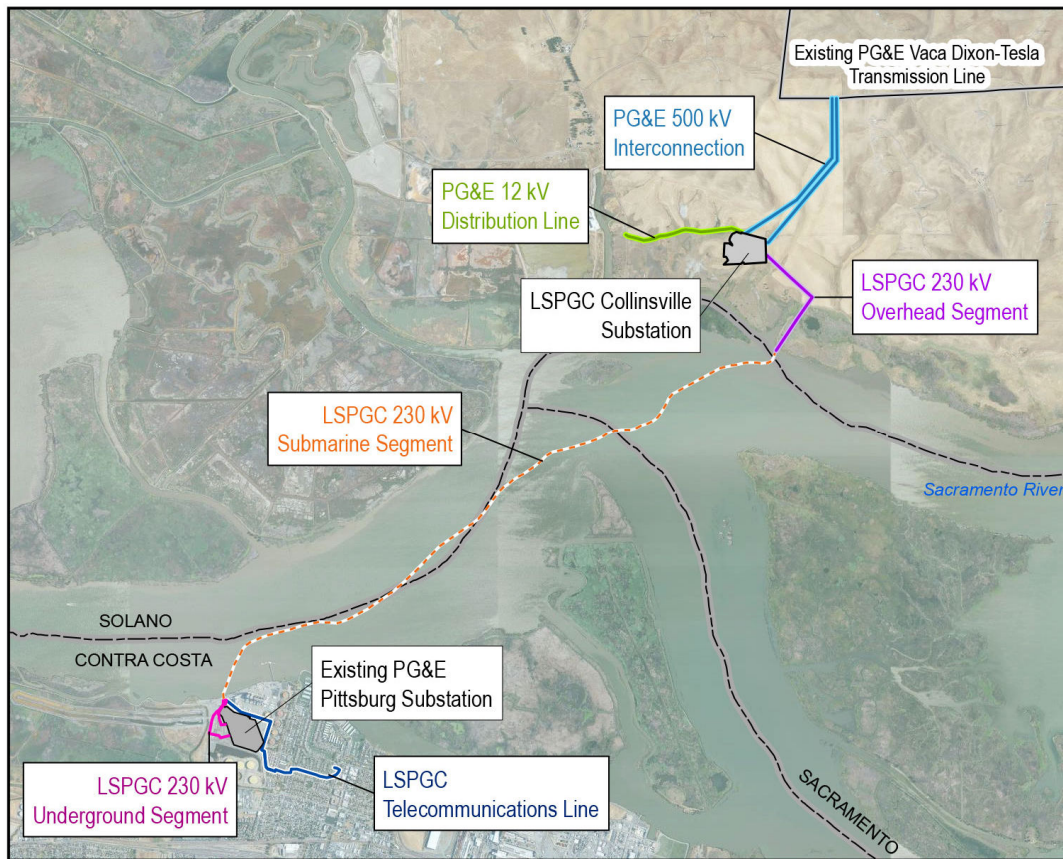 Existing PG&E Vaca Dixon-Tesla
Transmission Line
PG&E 500 kV
Interconnection
PG&E 12 kV
Distribution Line
LSPGC Collinsville
Substation
LSPGC 230 kV
Overhead Segment
LSPGC 230 kV
Submarine Segment
Sacramento River
SOLANO
CONTRA COSTA
Existing PG&E
Pittsburg Substation
LSPGC 230 kV
Underground Segment
LSPGC
Telecommunications Line
SACRAMENTO